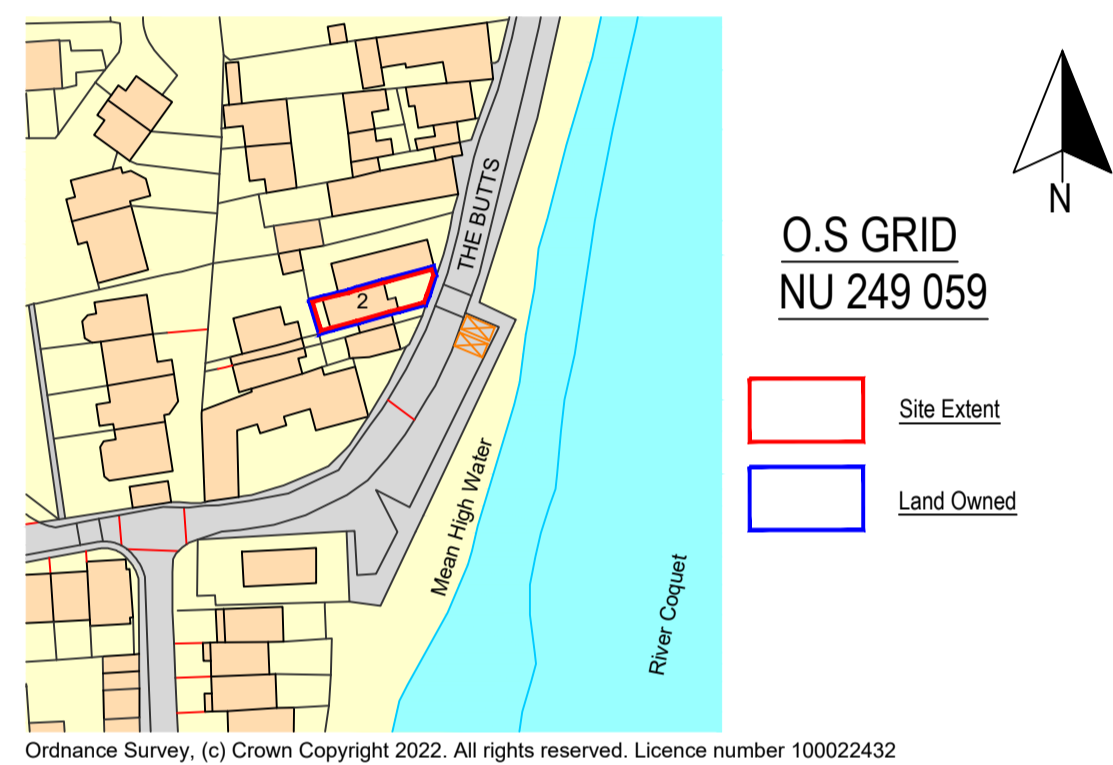 THE BUTTS
2
Mean High Water
River Coquet
N
O.S GRID
NU 249 059
Site Extent
Land Owned
Ordnance Survey, (c) Crown Copyright 2022. All rights reserved. Licence number 100022432